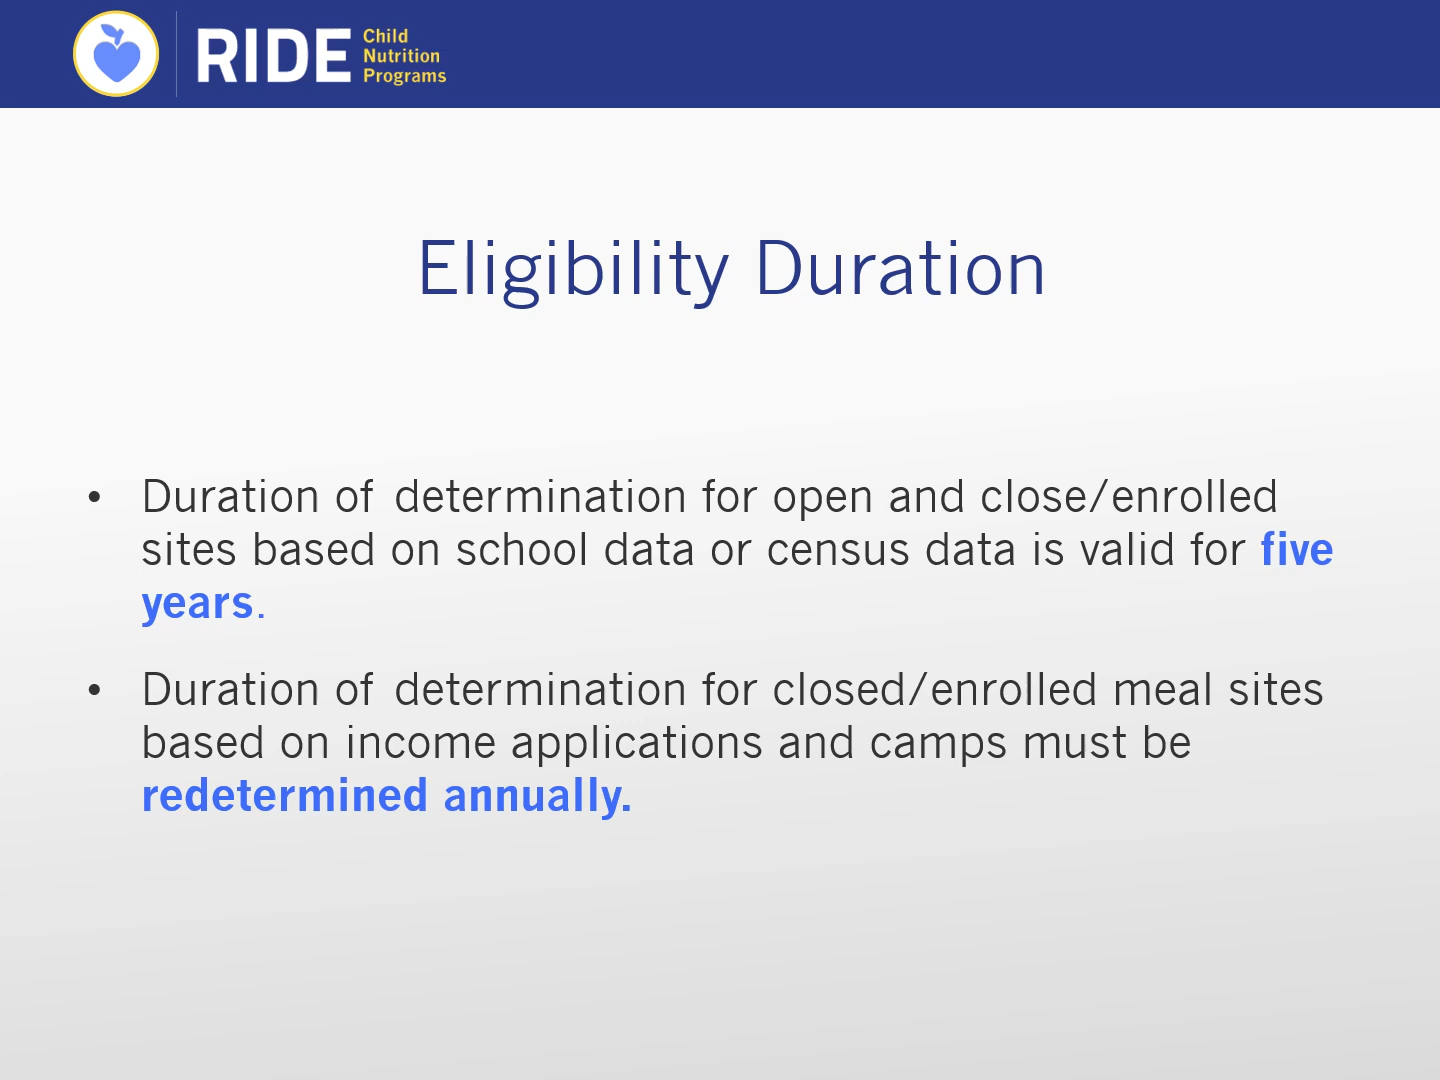 RIDE Child
Nutrition
Programs
Eligibility Duration
• Duration of determination for open and close/enrolled
sites based on school data or census data is valid for five
years.
• Duration of determination for closed/enrolled meal sites
based on income applications and camps must be
redetermined annually.